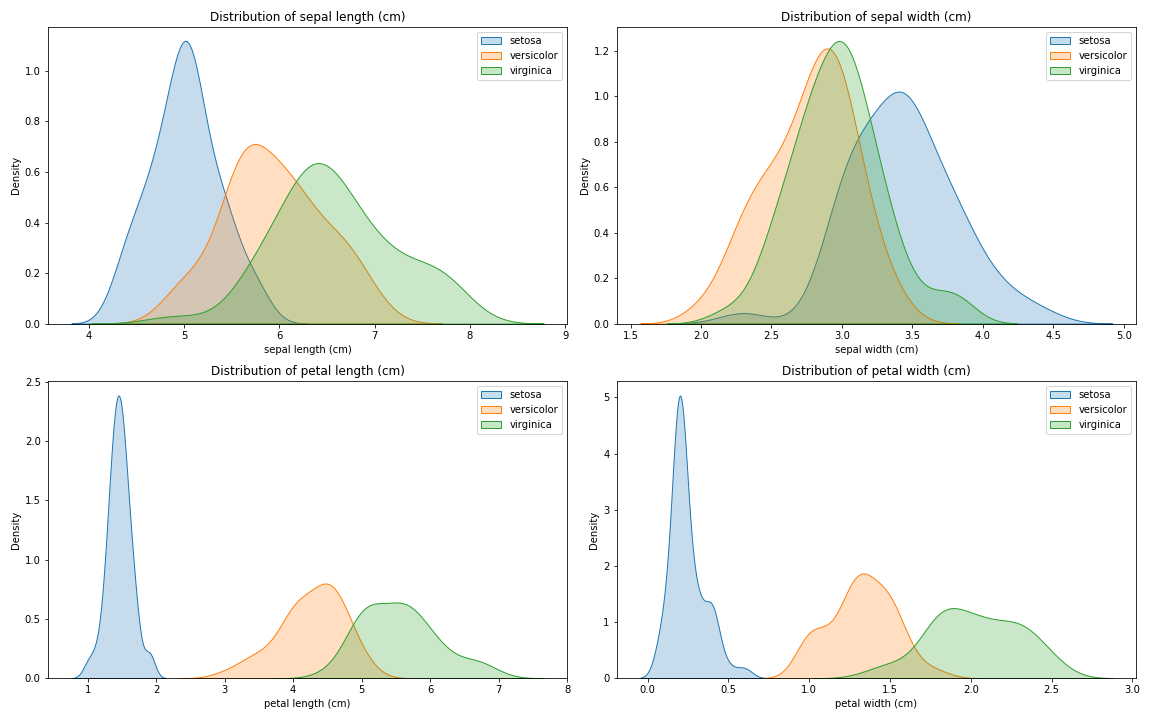 Distribution of sepal length (cm)
setosa
versicolor
virginica
Density
1.0
0.8
0.6
0.4
0.2
0.0
4 5 6 7 8 9
sepal length (cm)
Distribution of sepal width (cm)
setosa
versicolor
virginica
Density
1.2
1.0
0.8
0.6
0.4
0.2
0.0
1.5 2.0 2.5 3.0 3.5 4.0 4.5 5.0
sepal width (cm)
Distribution of petal length (cm)
setosa
versicolor
virginica
Density
2.5
2.0
1.5
1.0
0.5
0.0
1 2 3 4 5 6 7 8
petal length (cm)
Distribution of petal width (cm)
setosa
versicolor
virginica
Density
5
4
3
2
1
0
0.0 0.5 1.0 1.5 2.0 2.5 3.0
petal width (cm)